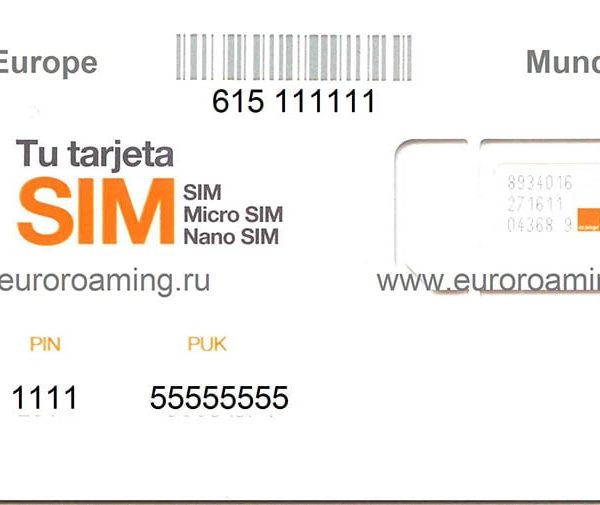 Europe
Mund
615 111111
Tu tarjeta
SIM
SIM
Micro SIM
Nano SIM
8934016
271611
04368 9
euroroaming.ru
www.euroroamin
PIN
PUK
1111
55555555